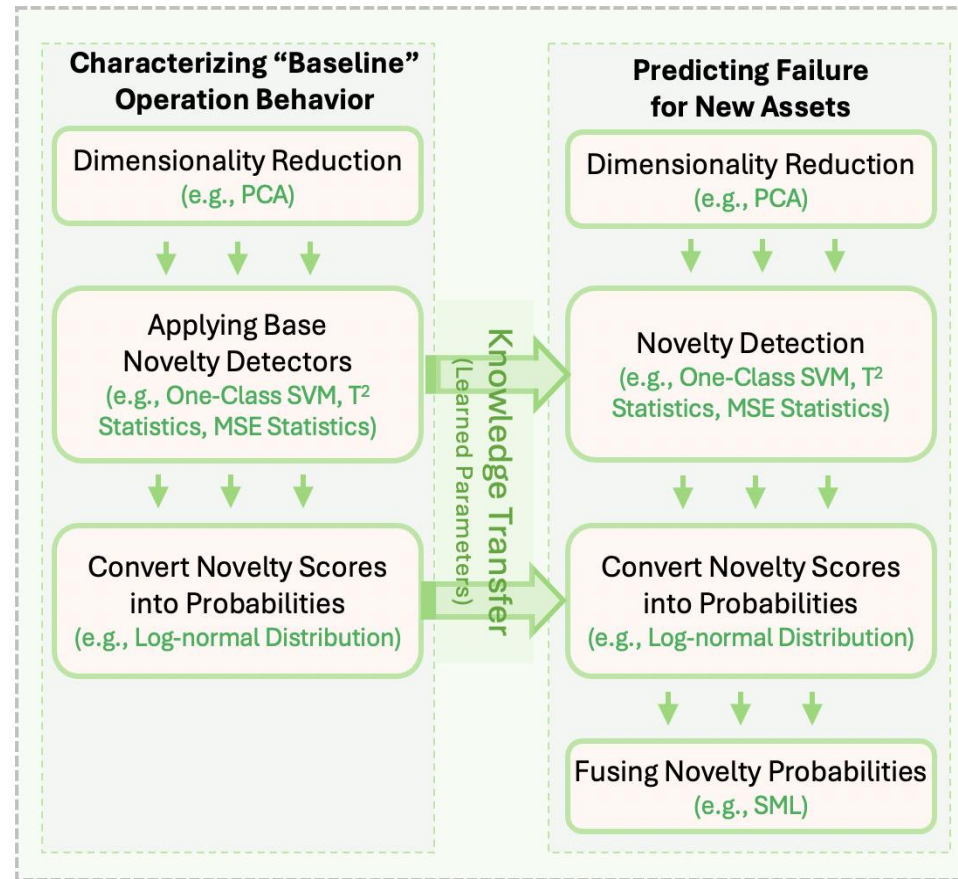 Characterizing “Baseline”
Operation Behavior
Dimensionality Reduction
(e.g., PCA)
Applying Base
Novelty Detectors
(e.g., One-Class SVM, T²
Statistics, MSE Statistics)
Convert Novelty Scores
into Probabilities
(e.g., Log-normal Distribution)
Knowledge Transfer
(Learned Parameters)
Predicting Failure
for New Assets
Dimensionality Reduction
(e.g., PCA)
Novelty Detection
(e.g., One-Class SVM, T²
Statistics, MSE Statistics)
Convert Novelty Scores
into Probabilities
(e.g., Log-normal Distribution)
Fusing Novelty Probabilities
(e.g., SML)